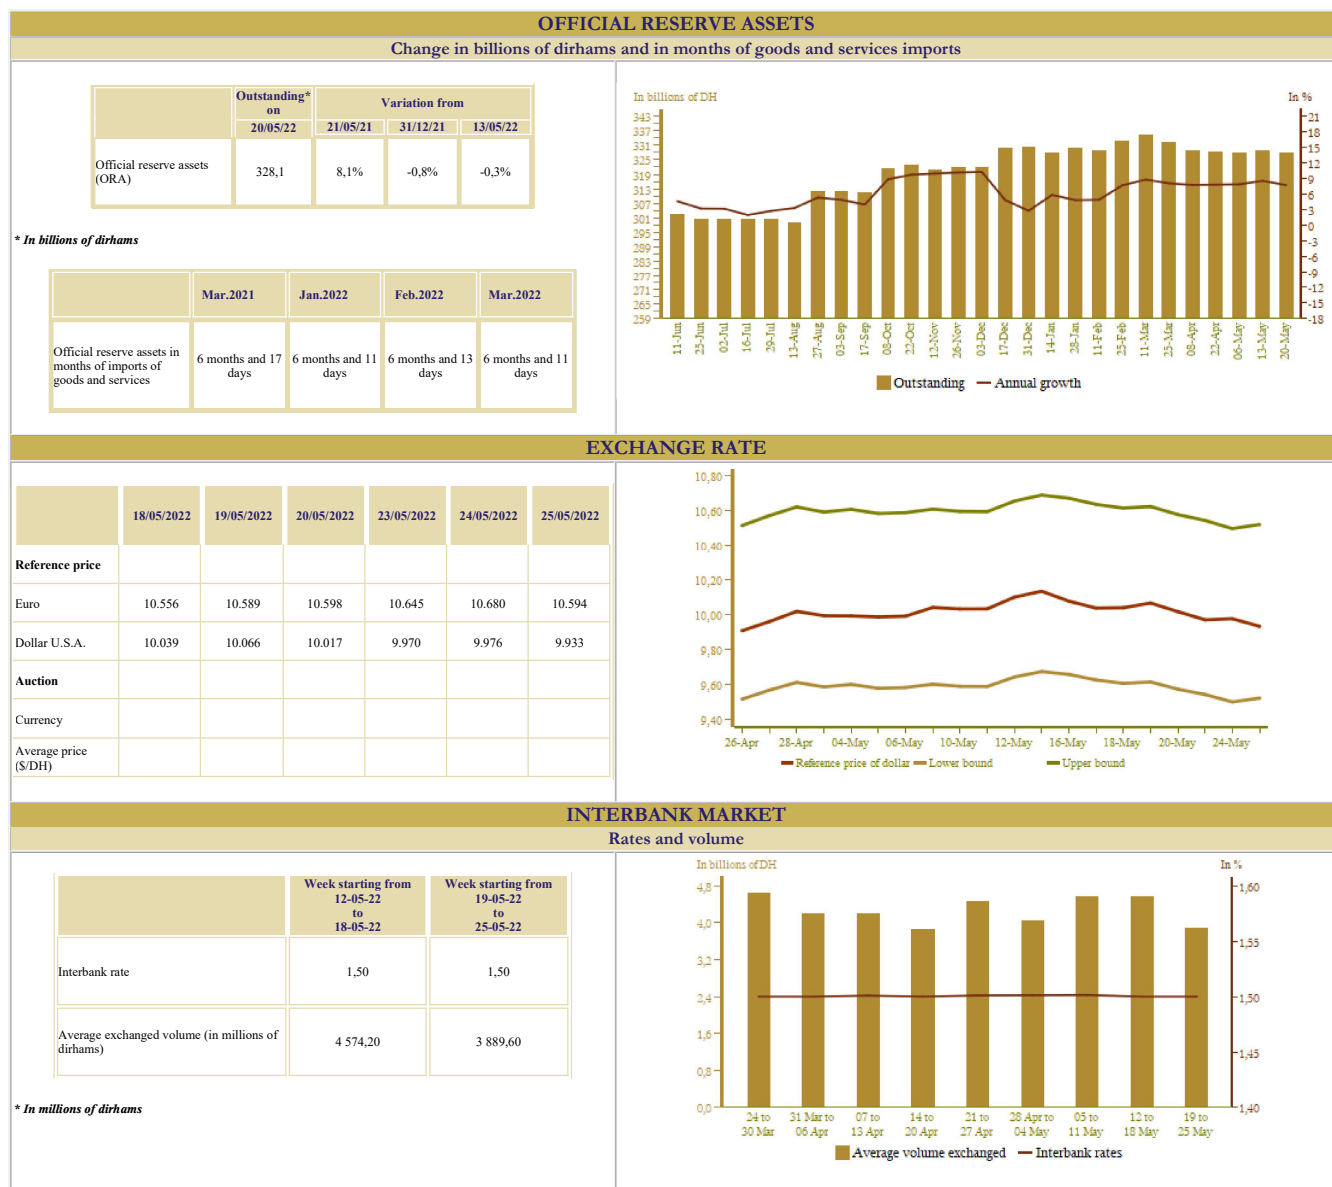 OFFICIAL RESERVE ASSETS
Change in billions of dirhams and in months of goods and services imports
Outstanding*
on
Variation from
20/05/22 21/05/21 31/12/21 13/05/22
Official reserve assets
(ORA)
328,1 8,1% -0,8% -0,3%
* In billions of dirhams
Mar.2021 Jan.2022 Feb.2022 Mar.2022
Official reserve assets in
months of imports of
goods and services
6 months and 17
days
6 months and 11
days
6 months and 13
days
6 months and 11
days
In billions of DH
In %
343
337
331
325
319
313
307
301
295
289
283
277
271
265
259
21
18
15
12
9
6
3
0
-3
-6
-9
-12
-15
-18
11-Jun
25-Jun
02-Jul
16-Jul
29-Jul
13-Aug
27-Aug
03-Sep
17-Sep
08-Oct
22-Oct
12-Nov
26-Nov
03-Dec
17-Dec
31-Dec
14-Jan
28-Jan
11-Feb
25-Feb
11-Mar
25-Mar
08-Apr
22-Apr
06-May
13-May
20-May
Outstanding Annual growth
EXCHANGE RATE
18/05/2022 19/05/2022 20/05/2022 23/05/2022 24/05/2022 25/05/2022
Reference price
Euro 10.556 10.589 10.598 10.645 10.680 10.594
Dollar U.S.A. 10.039 10.066 10.017 9.970 9.976 9.933
Auction
Currency
Average price
($/DH)
10,80
10,60
10,40
10,20
10,00
9,80
9,60
9,40
26-Apr 28-Apr 04-May 06-May 10-May 12-May 16-May 18-May 20-May 24-May
Reference price of dollar Lower bound Upper bound
INTERBANK MARKET
Rates and volume
Week starting from
12-05-22
to
18-05-22
Week starting from
19-05-22
to
25-05-22
Interbank rate 1,50 1,50
Average exchanged volume (in millions of
dirhams)
4 574,20 3 889,60
* In millions of dirhams
In billions of DH
In %
4,8
4,0
3,2
2,4
1,6
0,8
0,0
1,60
1,55
1,50
1,45
1,40
24 to
30 Mar
31 Mar to
06 Apr
07 to
13 Apr
14 to
20 Apr
21 to
27 Apr
28 Apr to
04 May
05 to
11 May
12 to
18 May
19 to
25 May
Average volume exchanged Interbank rates